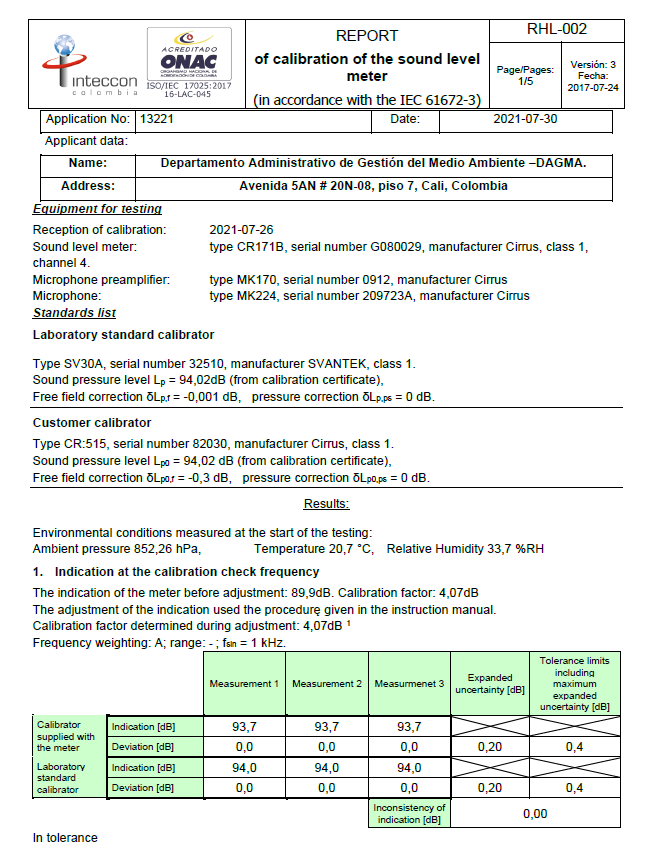 inteccon
colombia
ACREDITADO
ONAC
ORGANISMO NACIONAL DE
ACREDITACIÓN DE COLOMBIA
ISO/IEC 17025:2017
16-LAC-045
REPORT
of calibration of the sound level
meter
(in accordance with the IEC 61672-3)
RHL-002
Page/Pages:
1/5
Versión: 3
Fecha:
2017-07-24
Application No: 13221 Date: 2021-07-30
Applicant data:
Name: Departamento Administrativo de Gestión del Medio Ambiente –DAGMA.
Address: Avenida 5AN # 20N-08, piso 7, Cali, Colombia
Equipment for testing
Reception of calibration: 2021-07-26
Sound level meter: type CR171B, serial number G080029, manufacturer Cirrus, class 1,
channel 4.
Microphone preamplifier: type MK170, serial number 0912, manufacturer Cirrus
Microphone: type MK224, serial number 209723A, manufacturer Cirrus
Standards list
Laboratory standard calibrator
Type SV30A, serial number 32510, manufacturer SVANTEK, class 1.
Sound pressure level Lp = 94,02dB (from calibration certificate),
Free field correction δLp,f = -0,001 dB, pressure correction δLp,ps = 0 dB.
Customer calibrator
Type CR:515, serial number 82030, manufacturer Cirrus, class 1.
Sound pressure level Lp0 = 94,02 dB (from calibration certificate),
Free field correction δLp0,f = -0,3 dB, pressure correction δLp0,ps = 0 dB.
Results:
Environmental conditions measured at the start of the testing:
Ambient pressure 852,26 hPa, Temperature 20,7 °C, Relative Humidity 33,7 %RH
1. Indication at the calibration check frequency
The indication of the meter before adjustment: 89,9dB. Calibration factor: 4,07dB
The adjustment of the indication used the procedure given in the instruction manual.
Calibration factor determined during adjustment: 4,07dB ¹
Frequency weighting: A; range: - ; fsin = 1 kHz.
Measurement 1 Measurement 2 Measurmenet 3
Expanded
uncertainty [dB]
Tolerance limits
including
maximum
expanded
uncertainty [dB]
Calibrator
supplied with
the meter
Indication [dB] 93,7 93,7 93,7
Deviation [dB] 0,0 0,0 0,0 0,20 0,4
Laboratory
standard
calibrator
Indication [dB] 94,0 94,0 94,0
Deviation [dB] 0,0 0,0 0,0 0,20 0,4
Inconsistency of
indication [dB]
0,00
In tolerance